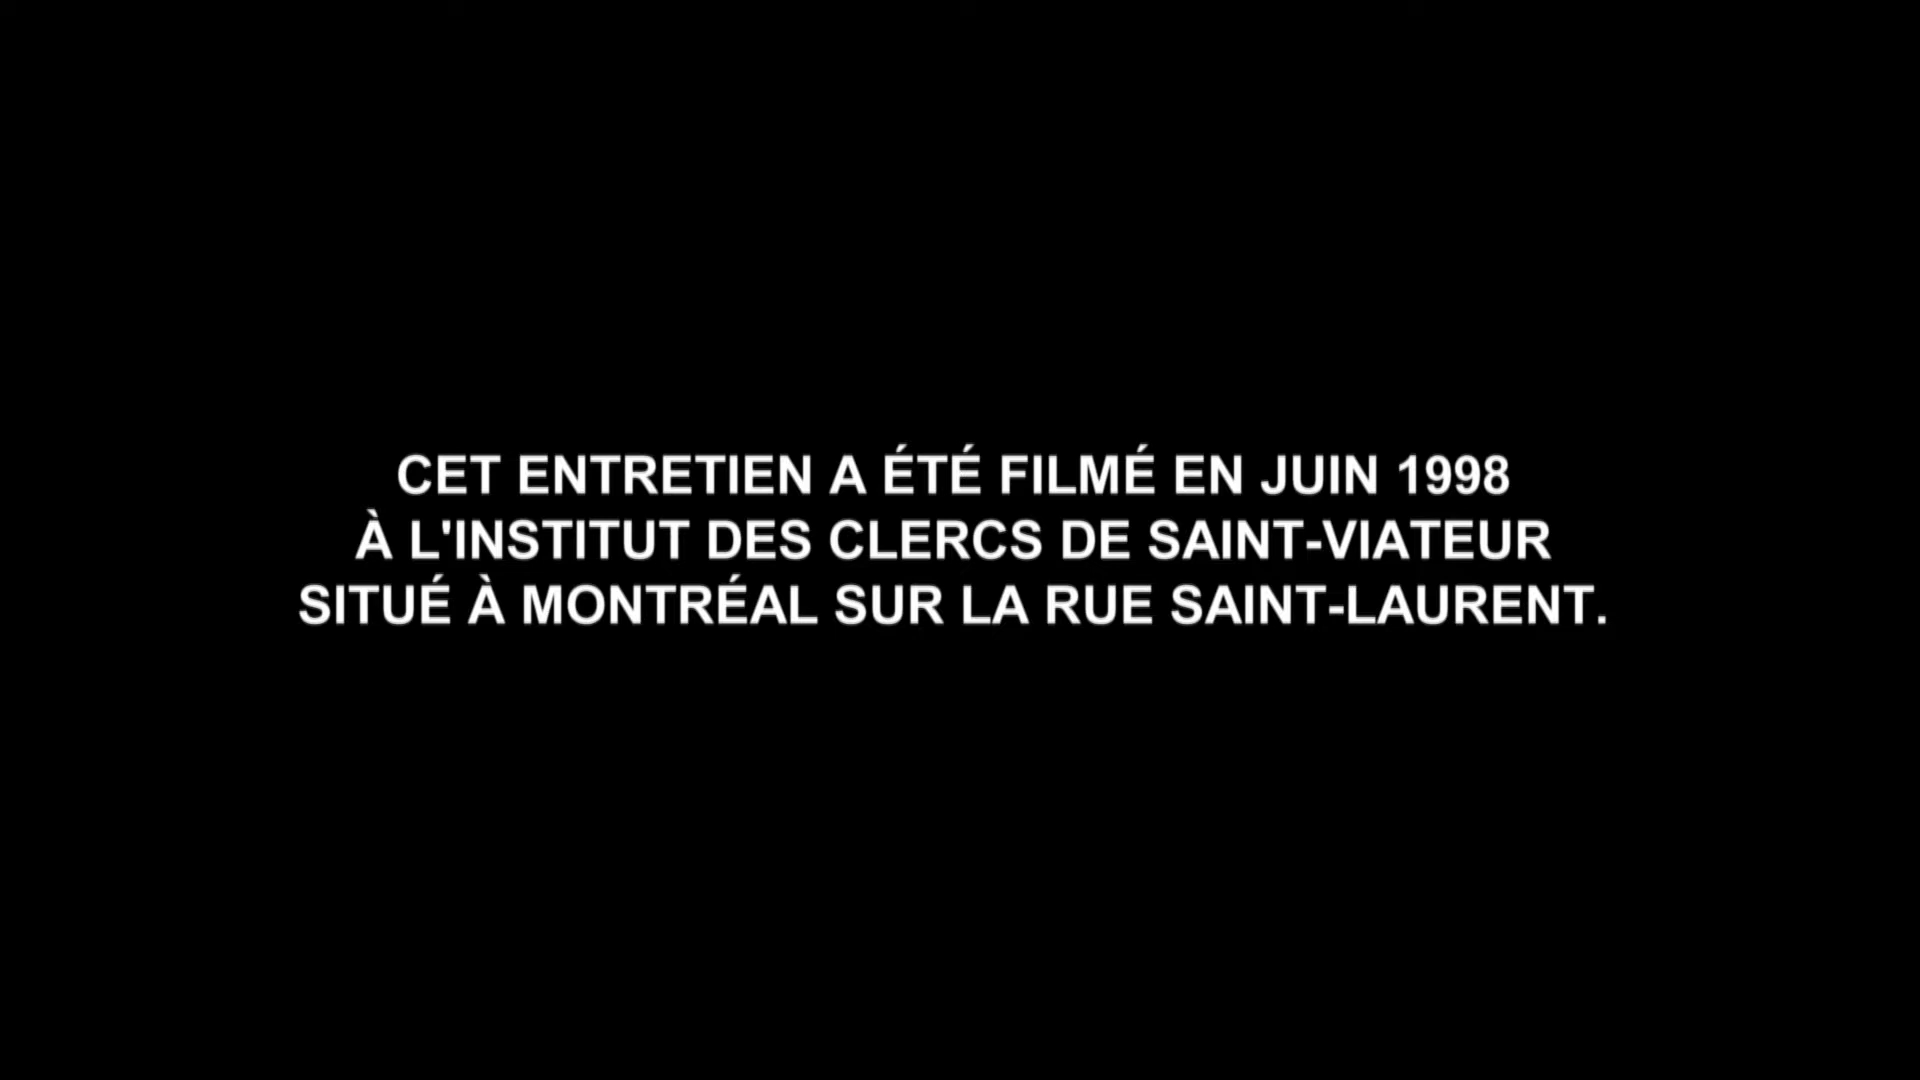 CET ENTRETIEN A ÉTÉ FILMÉ EN JUIN 1998
À L'INSTITUT DES CLERCS DE SAINT-VIATEUR
SITUÉ À MONTRÉAL SUR LA RUE SAINT-LAURENT.